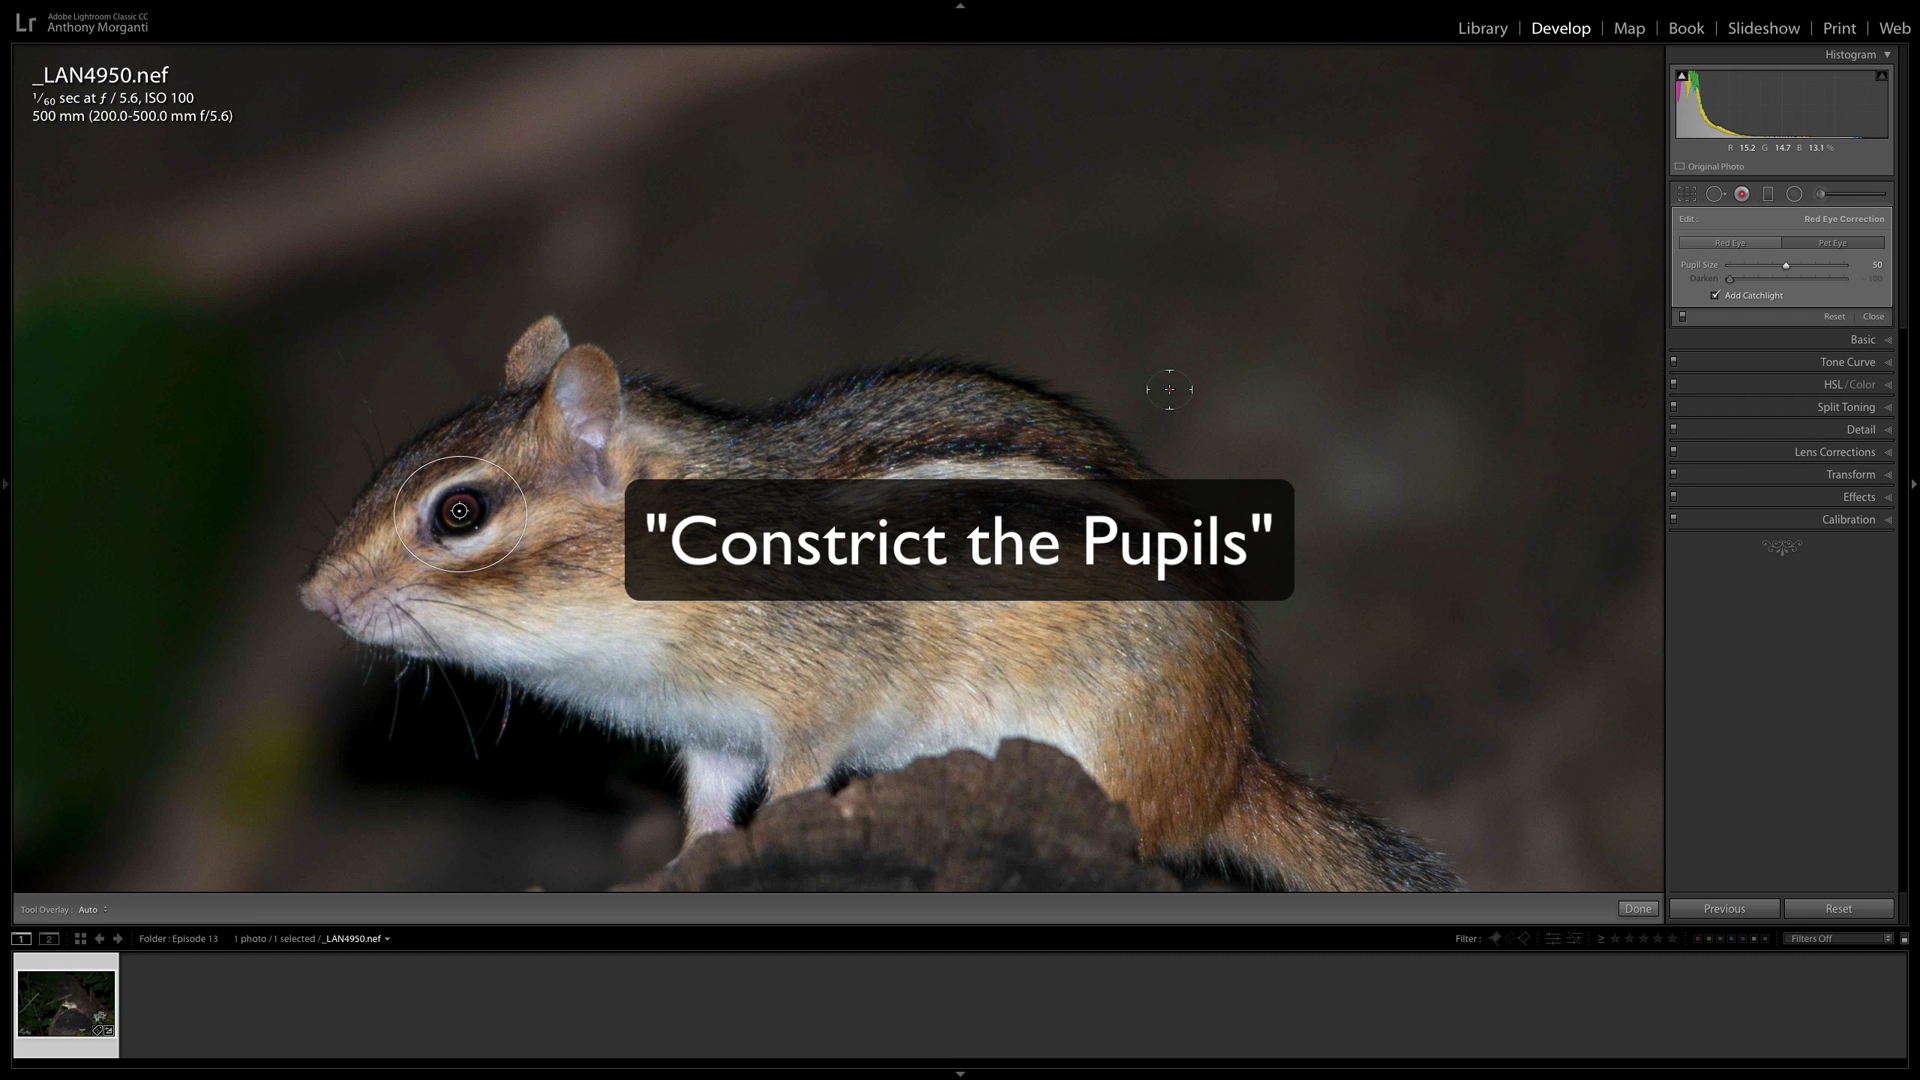 Lr
Adobe Lightroom Classic CC
Anthony Morganti
Library | Develop | Map | Book | Slideshow | Print | Web
_LAN4950.nef
1/60 sec at ƒ / 5.6, ISO 100
500 mm (200.0-500.0 mm f/5.6)
Histogram
R 15.2 G 14.7 B 13.1 %
Original Photo
Edit : Red Eye Correction
Red Eye Pet Eye
Pupil Size 50
Darken - 100
Add Catchlight
Reset Close
Basic
Tone Curve
HSL / Color
Split Toning
Detail
Lens Corrections
Transform
Effects
Calibration
"Constrict the Pupils"
Tool Overlay : Auto
Done
Previous Reset
1 2 Folder : Episode 13 1 photo / 1 selected / _LAN4950.nef
Filter : ≥ Filters Off